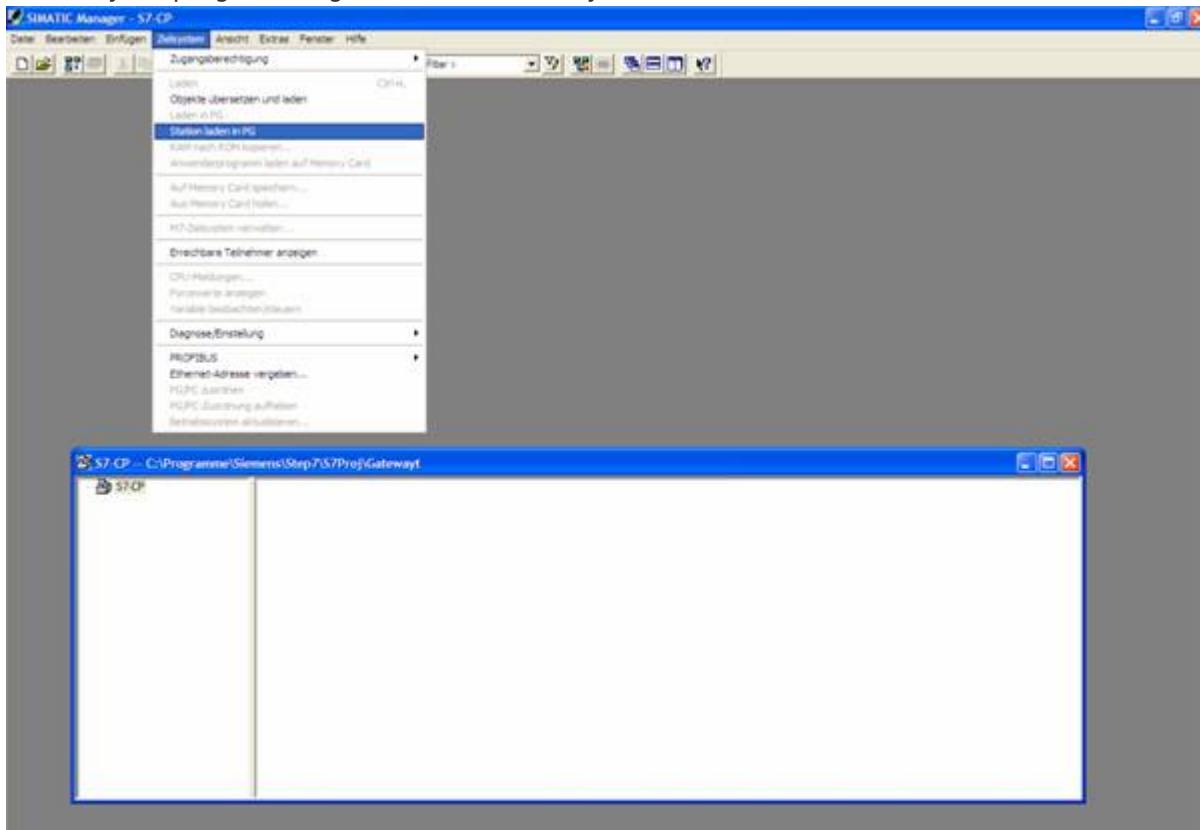 SIMATIC Manager - S7-CP
Datei Bearbeiten Einfügen Zielsystem Ansicht Extras Fenster Hilfe
Zugangsberechtigung
Laden Ctrl+L
Objekte übersetzen und laden
Laden in PG
Station laden in PG
RAM nach ROM kopieren...
Anwenderprogramm laden auf Memory Card
Auf Memory Card speichern...
Aus Memory Card holen...
M7-Zielsystem verwalten...
Erreichbare Teilnehmer anzeigen
CPU-Meldungen...
Forcewerte anzeigen
Variable beobachten/steuern
Diagnose/Einstellung
PROFIBUS
Ethernet-Adresse vergeben...
PG/PC zuordnen
PG/PC-Zuordnung aufheben
Betriebssystem aktualisieren...
S7-CP -- C:\Programme\Siemens\Step7\S7Proj\Gatewayt
S7-CP